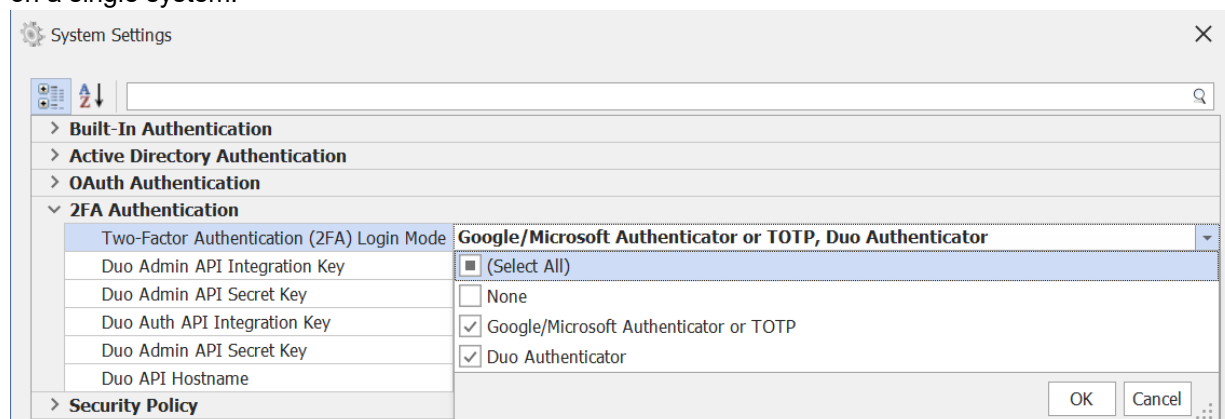 on a single system.
System Settings
Built-In Authentication
Active Directory Authentication
OAuth Authentication
2FA Authentication
Two-Factor Authentication (2FA) Login Mode Google/Microsoft Authenticator or TOTP, Duo Authenticator
Duo Admin API Integration Key (Select All)
Duo Admin API Secret Key None
Duo Auth API Integration Key Google/Microsoft Authenticator or TOTP
Duo Admin API Secret Key Duo Authenticator
Duo API Hostname
OK Cancel
Security Policy